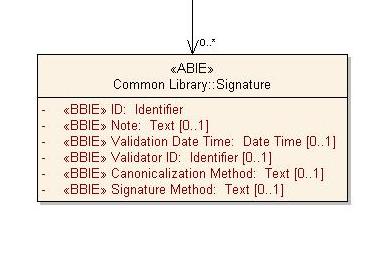 0..*
«ABIE»
Common Library::Signature
- «BBIE» ID: Identifier
- «BBIE» Note: Text [0..1]
- «BBIE» Validation Date Time: Date Time [0..1]
- «BBIE» Validator ID: Identifier [0..1]
- «BBIE» Canonicalization Method: Text [0..1]
- «BBIE» Signature Method: Text [0..1]